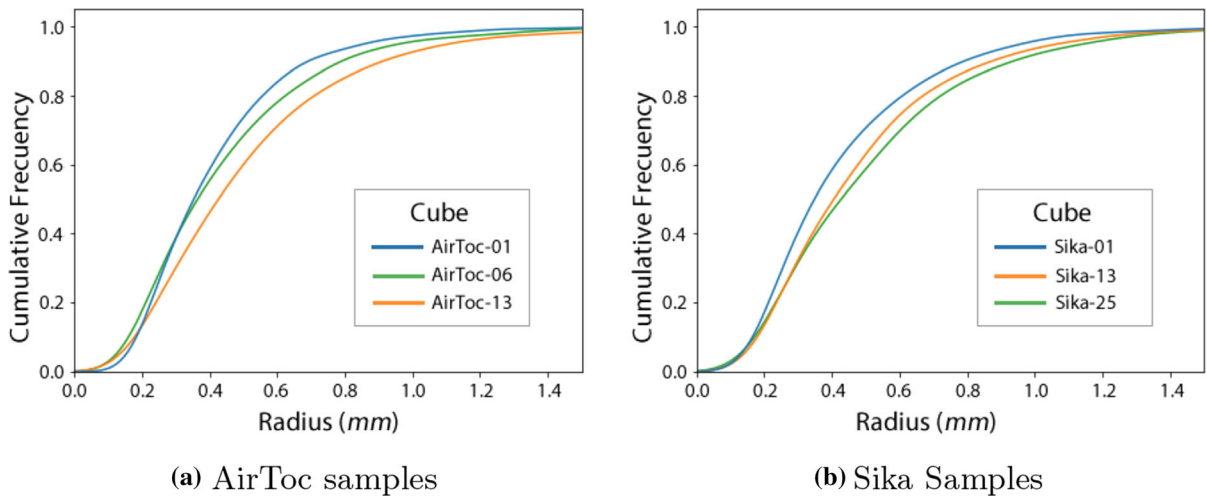 1.0
0.8
0.6
0.4
0.2
0.0
Cumulative Frecuency
Cube
AirToc-01
AirToc-06
AirToc-13
0.0 0.2 0.4 0.6 0.8 1.0 1.2 1.4
Radius (mm)
(a) AirToc samples
1.0
0.8
0.6
0.4
0.2
0.0
Cumulative Frecuency
Cube
Sika-01
Sika-13
Sika-25
0.0 0.2 0.4 0.6 0.8 1.0 1.2 1.4
Radius (mm)
(b) Sika Samples